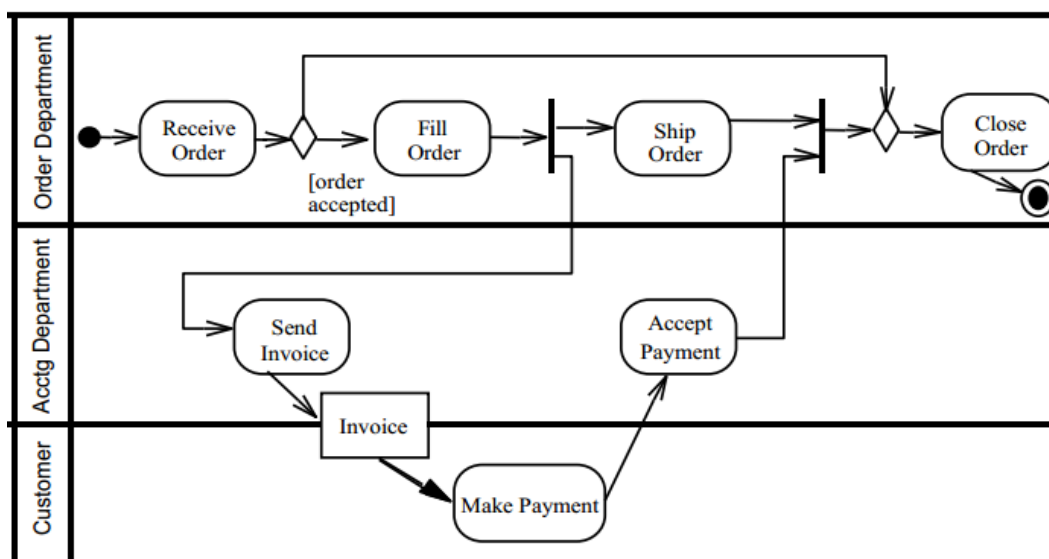 Order Department
Receive
Order
Fill
Order
[order
accepted]
Ship
Order
Close
Order
Acctg Department
Send
Invoice
Accept
Payment
Invoice
Customer
Make Payment